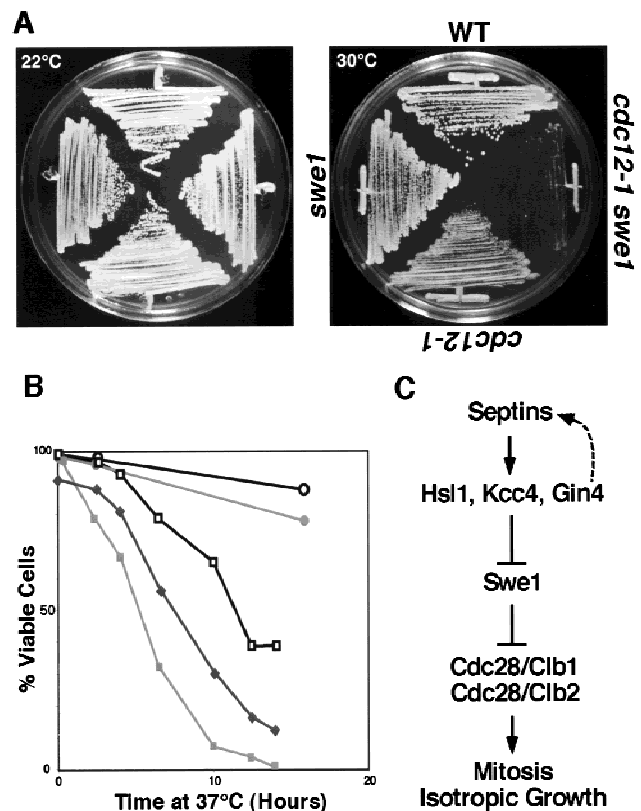 A
WT
22°C
30°C
swe1
cdc12-1 swe1
cdc12-1
B
100
50
0
% Viable Cells
0
10
20
Time at 37°C (Hours)
C
Septins
Hsl1, Kcc4, Gin4
Swe1
Cdc28/Clb1
Cdc28/Clb2
Mitosis
Isotropic Growth